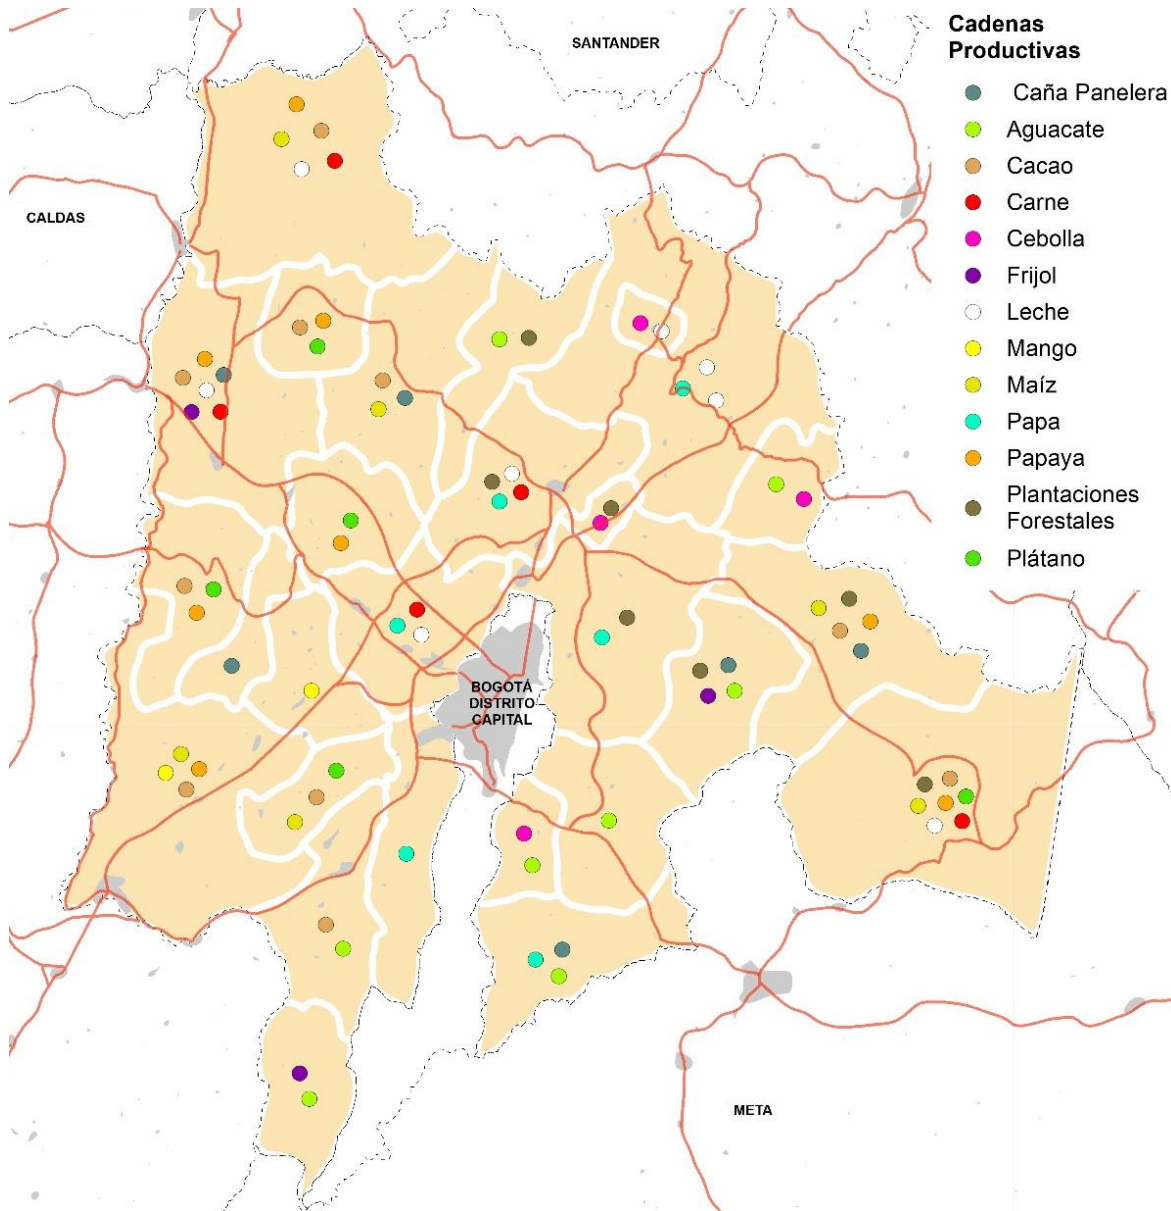 SANTANDER
CALDAS
BOGOTÁ
DISTRITO
CAPITAL
META
Cadenas
Productivas
Caña Panelera
Aguacate
Cacao
Carne
Cebolla
Frijol
Leche
Mango
Maíz
Papa
Papaya
Plantaciones
Forestales
Plátano